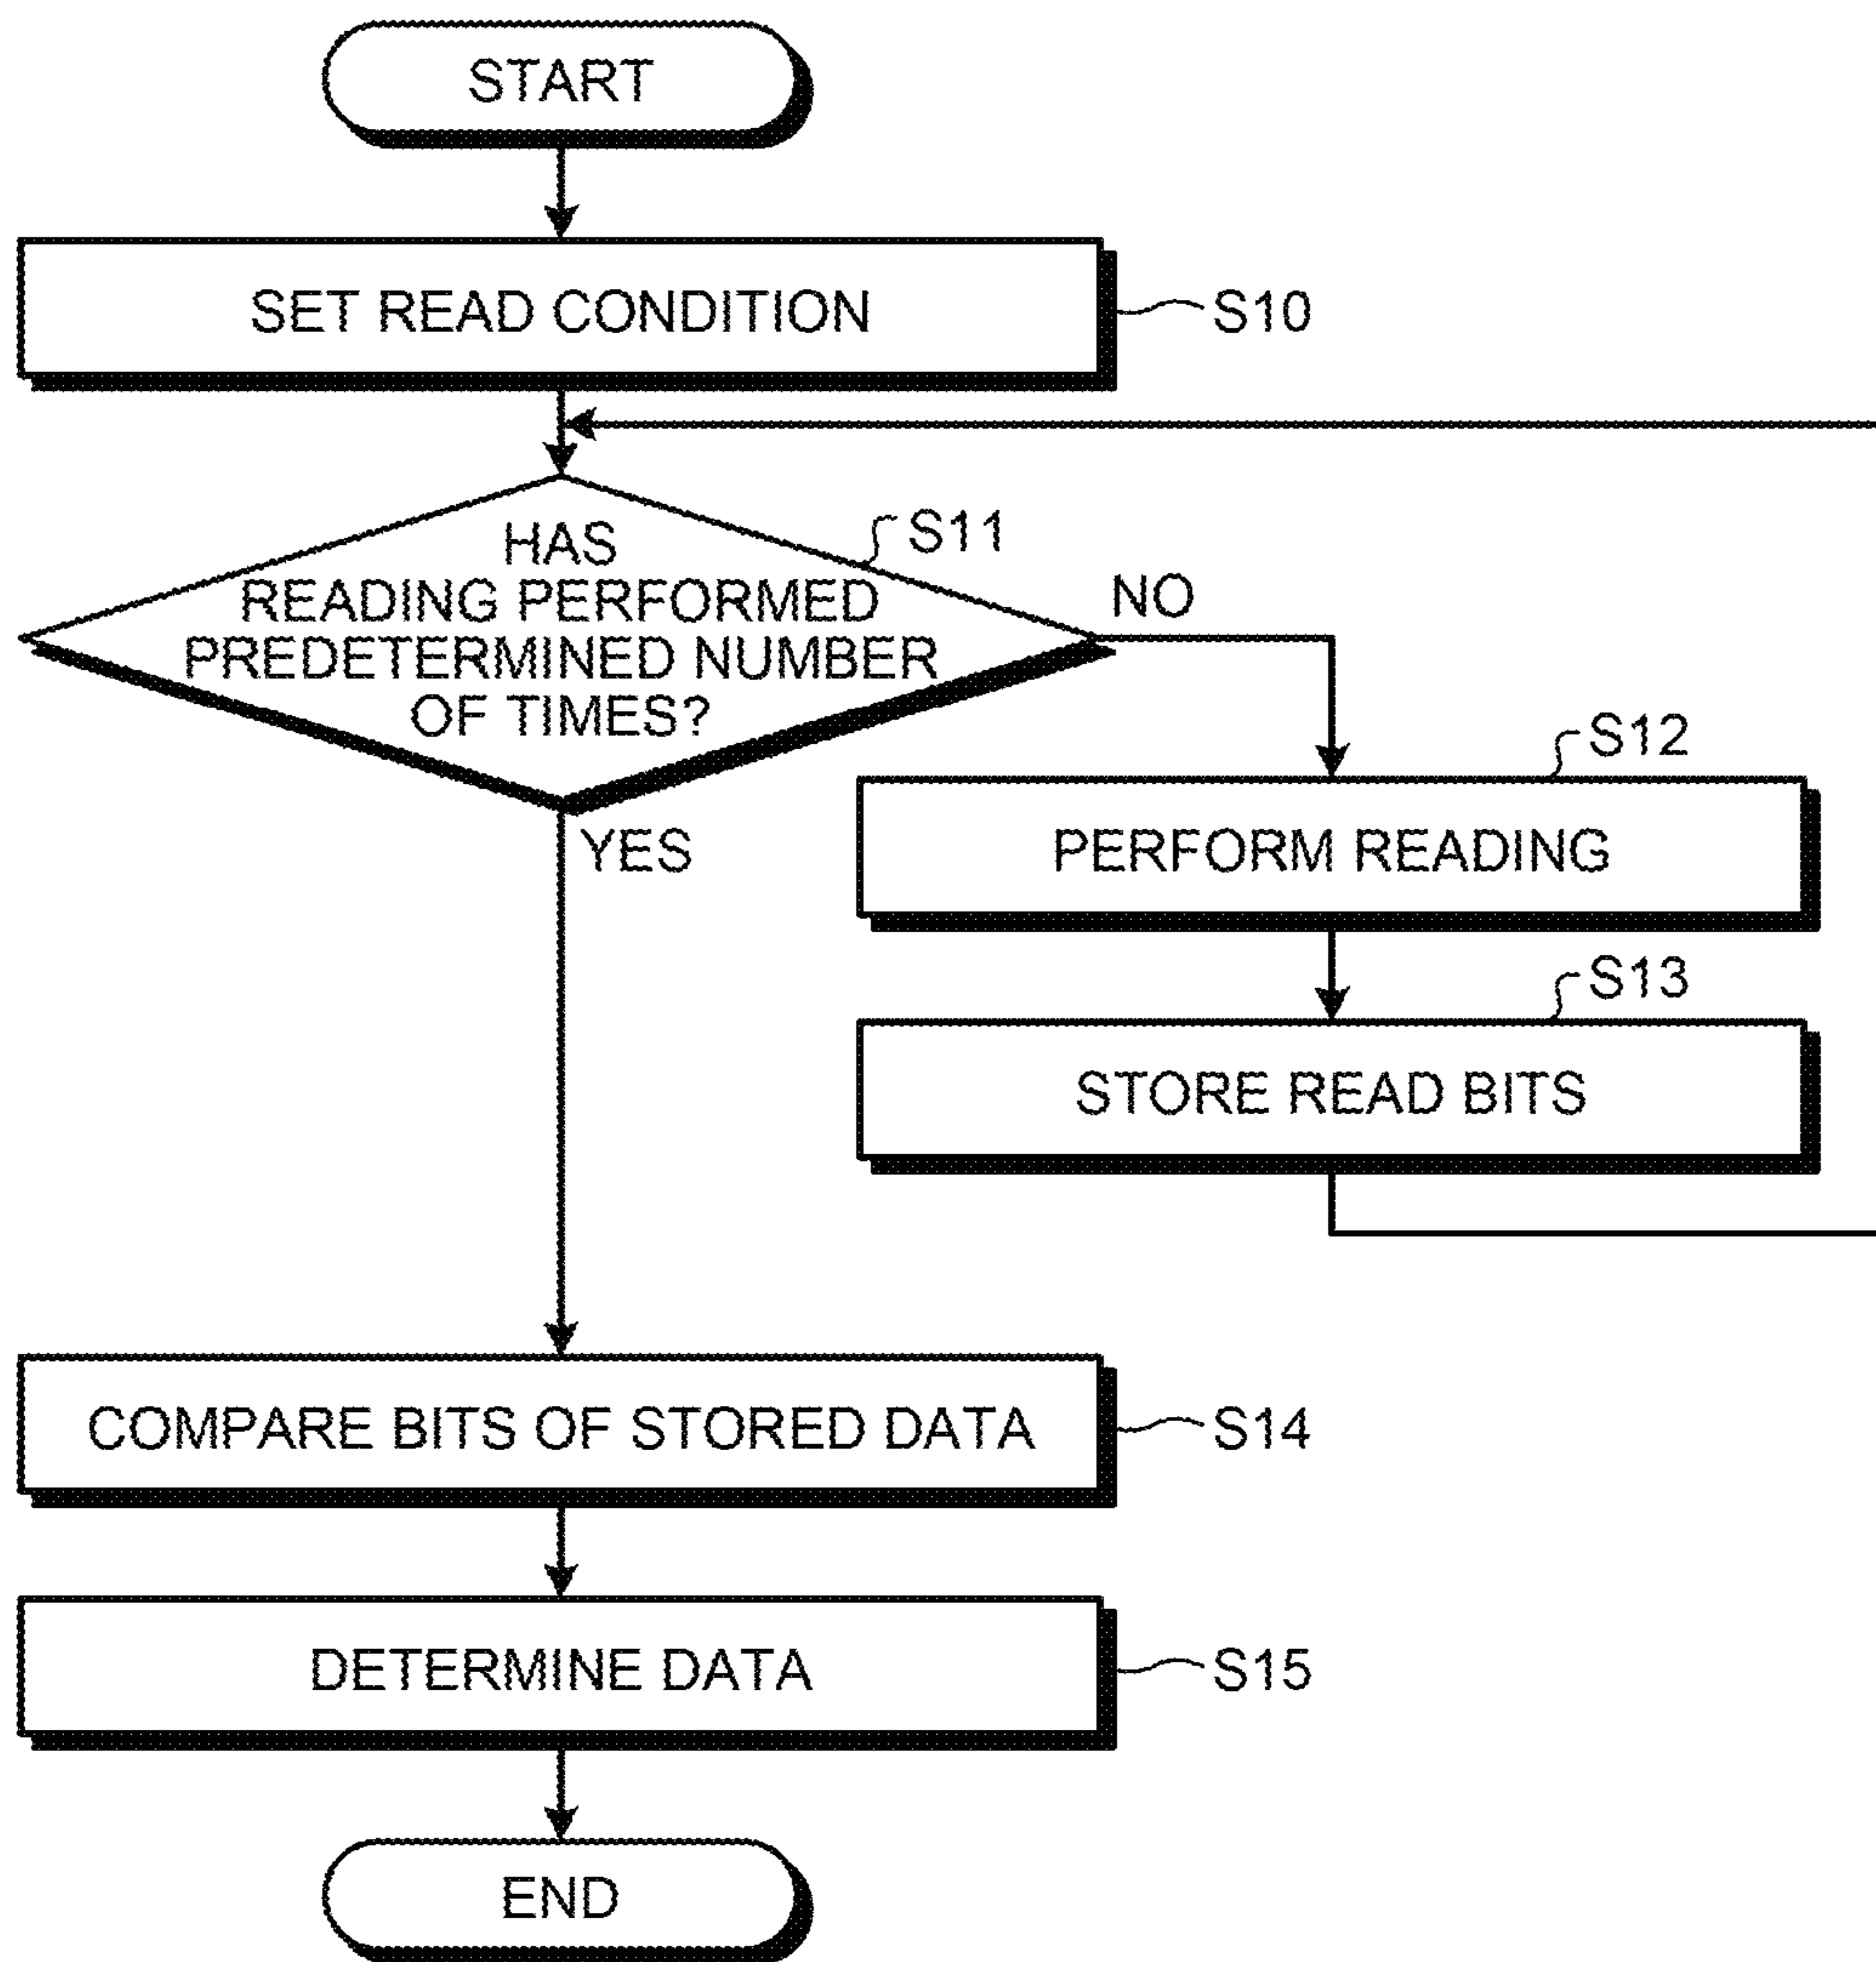 START
SET READ CONDITION
S10
S11
HAS
READING PERFORMED
PREDETERMINED NUMBER
OF TIMES?
NO
YES
S12
PERFORM READING
S13
STORE READ BITS
COMPARE BITS OF STORED DATA
S14
DETERMINE DATA
S15
END